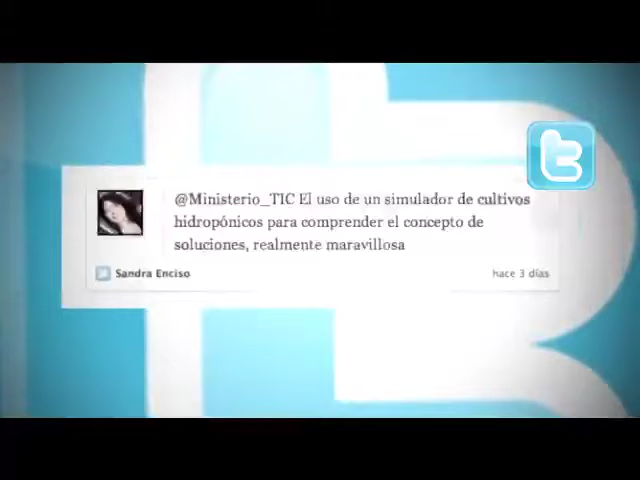 @Ministerio_TIC El uso de un simulador de cultivos
hidropónicos para comprender el concepto de
soluciones, realmente maravillosa
Sandra Enciso
hace 3 días